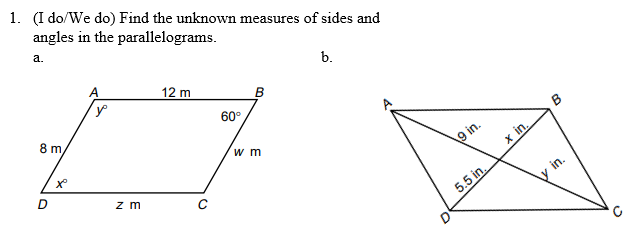 1. (I do/We do) Find the unknown measures of sides and
angles in the parallelograms.
a.
b.
A
12 m
B
y°
60°
8 m
w m
x°
D
z m
C
A
B
9 in.
x in.
5.5 in.
y in.
D
C